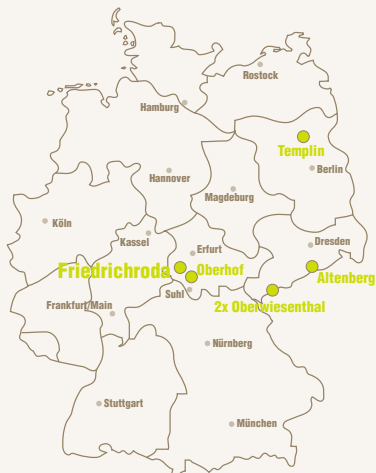 Rostock
Hamburg
Templin
Berlin
Hannover
Magdeburg
Köln
Kassel
Erfurt
Dresden
Friedrichroda
Oberhof
Altenberg
Suhl
2x Oberwiesenthal
Frankfurt/Main
Nürnberg
Stuttgart
München